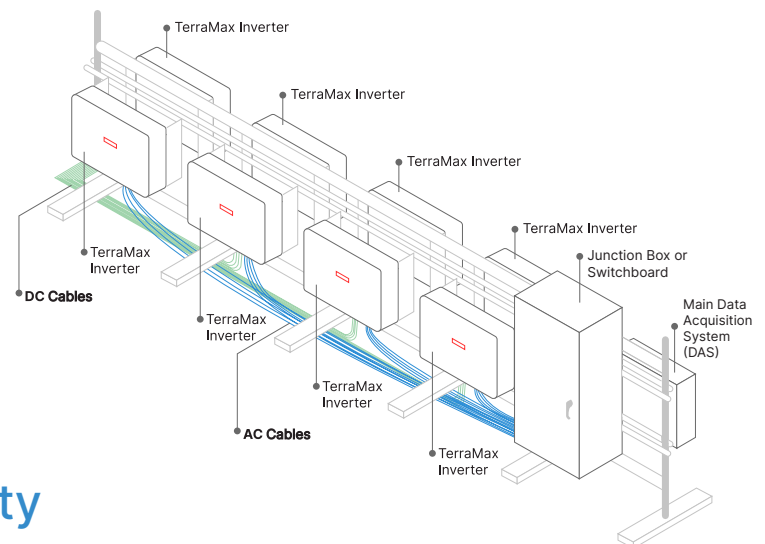 TerraMax Inverter
TerraMax Inverter
TerraMax Inverter
TerraMax Inverter
Junction Box or
Switchboard
Main Data
Acquisition
System
(DAS)
TerraMax
Inverter
DC Cables
TerraMax
Inverter
TerraMax
Inverter
AC Cables
TerraMax
Inverter
ty